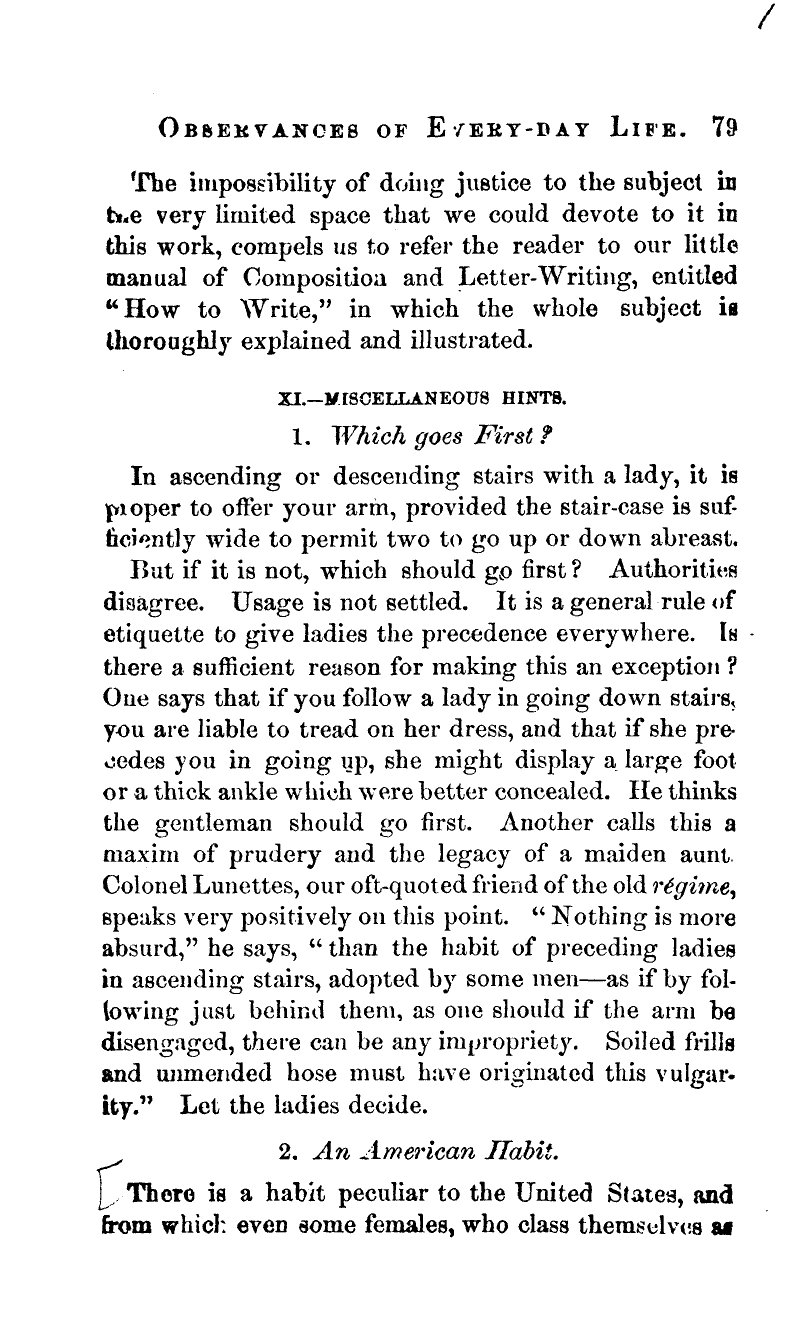 /
OBSERVANCES OF EVERY-DAY LIFE. 79
The impossibility of doing justice to the subject in
the very limited space that we could devote to it in
this work, compels us to refer the reader to our little
manual of Composition and Letter-Writing, entitled
“How to Write,” in which the whole subject is
thoroughly explained and illustrated.
XI.—MISCELLANEOUS HINTS.
1. Which goes First?
In ascending or descending stairs with a lady, it is
proper to offer your arm, provided the stair-case is suf-
ficiently wide to permit two to go up or down abreast.
But if it is not, which should go first? Authorities
disagree. Usage is not settled. It is a general rule of
etiquette to give ladies the precedence everywhere. Is
there a sufficient reason for making this an exception?
One says that if you follow a lady in going down stairs,
you are liable to tread on her dress, and that if she pre-
cedes you in going up, she might display a large foot
or a thick ankle which were better concealed. He thinks
the gentleman should go first. Another calls this a
maxim of prudery and the legacy of a maiden aunt.
Colonel Lunettes, our oft-quoted friend of the old régime,
speaks very positively on this point. “Nothing is more
absurd,” he says, “than the habit of preceding ladies
in ascending stairs, adopted by some men—as if by fol-
lowing just behind them, as one should if the arm be
disengaged, there can be any impropriety. Soiled frills
and unmended hose must have originated this vulgar-
ity.” Let the ladies decide.
2. An American Habit.
There is a habit peculiar to the United States, and
from which even some females, who class themselves as